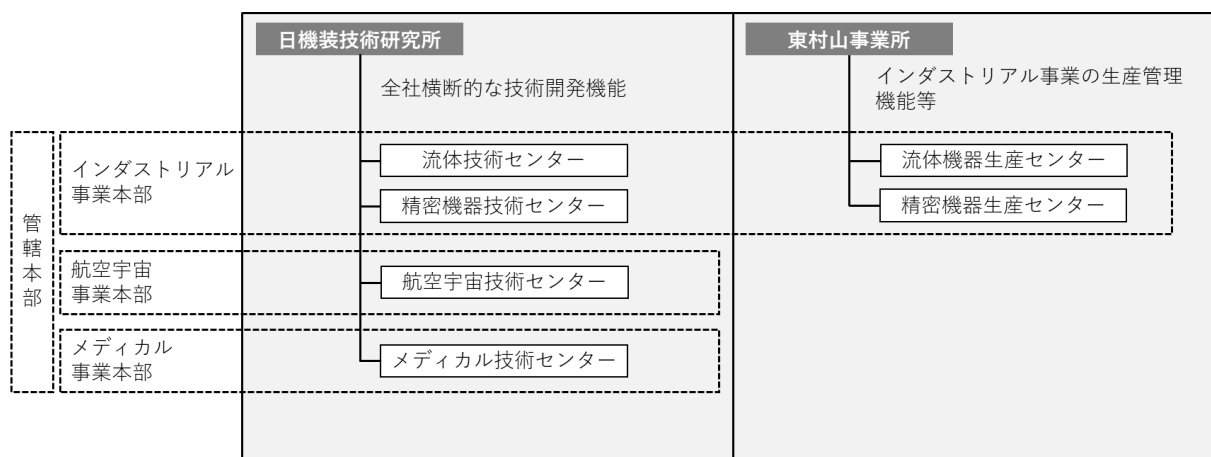 日機装技術研究所
東村山事業所
全社横断的な技術開発機能
インダストリアル事業の生産管理
機能等
管轄本部
インダストリアル
事業本部
流体技術センター
流体機器生産センター
精密機器技術センター
精密機器生産センター
航空宇宙
事業本部
航空宇宙技術センター
メディカル
事業本部
メディカル技術センター